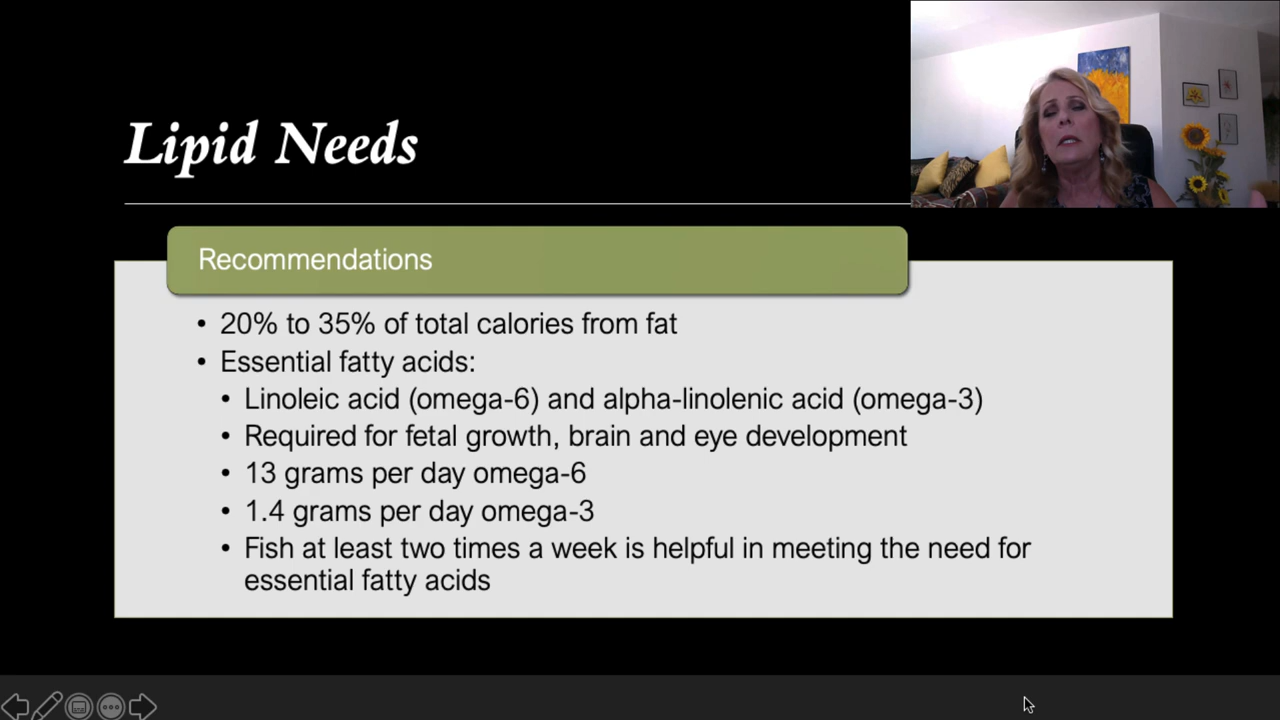 Lipid Needs
Recommendations
• 20% to 35% of total calories from fat
• Essential fatty acids:
• Linoleic acid (omega-6) and alpha-linolenic acid (omega-3)
• Required for fetal growth, brain and eye development
• 13 grams per day omega-6
• 1.4 grams per day omega-3
• Fish at least two times a week is helpful in meeting the need for
essential fatty acids